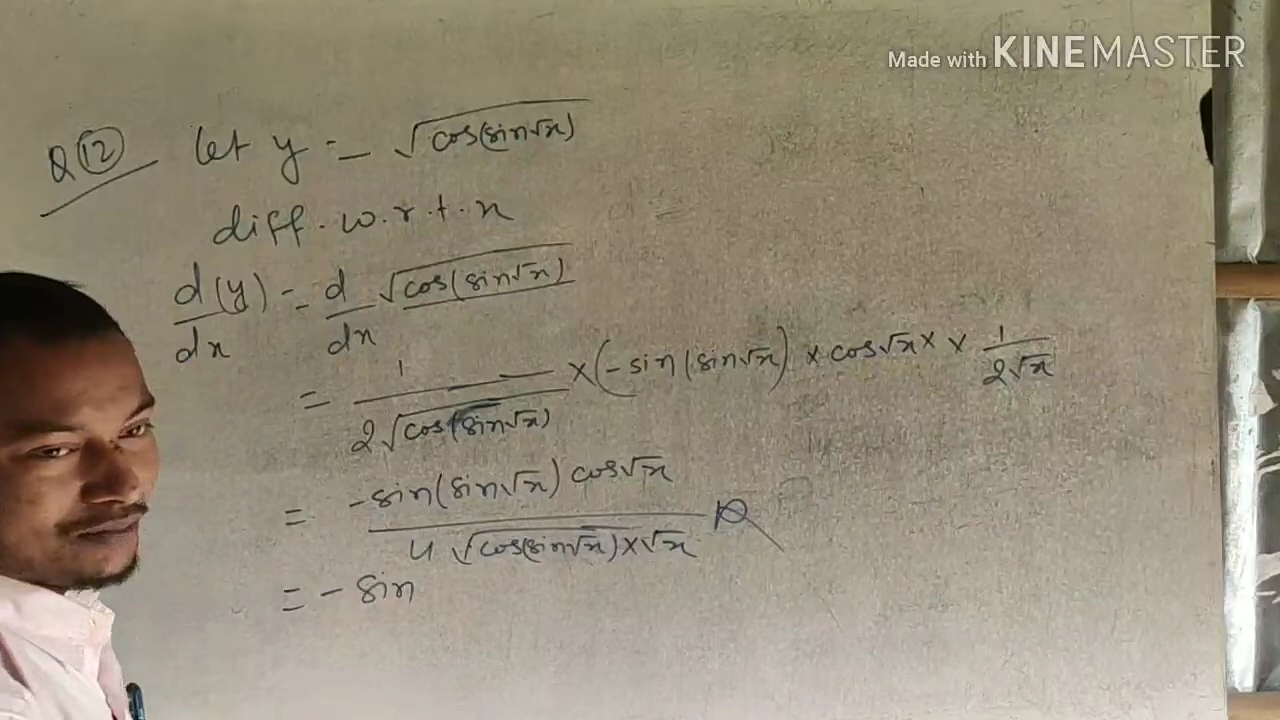 Made with KINEMASTER
Q (12) Let y = √cos(sin√x)
diff. w.r.t. x
d(y)/dx = d/dx √cos(sin√x)
= 1/2√cos(sin√x) × (-sin(sin√x) × cos√x × × 1/2√x
= -sin(sin√x) cos√x / 4√cos(sin√x) × √x
= - sin